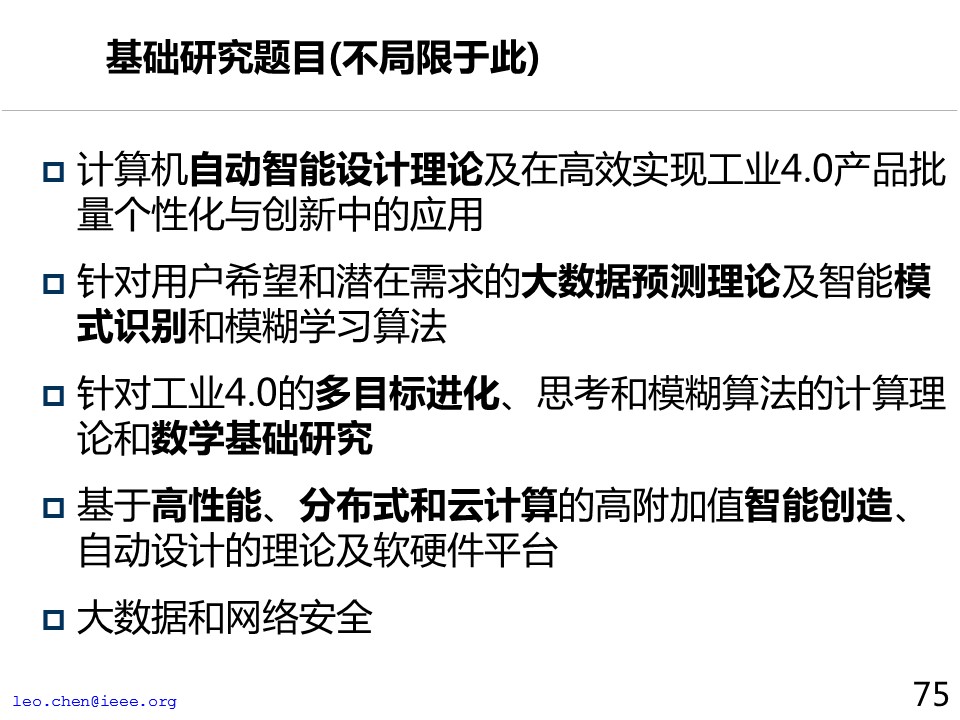 基础研究题目(不局限于此)
计算机自动智能设计理论及在高效实现工业4.0产品批
量个性化与创新中的应用
针对用户希望和潜在需求的大数据预测理论及智能模
式识别和模糊学习算法
针对工业4.0的多目标进化、思考和模糊算法的计算理
论和数学基础研究
基于高性能、分布式和云计算的高附加值智能创造、
自动设计的理论及软硬件平台
大数据和网络安全
leo.chen@ieee.org
75